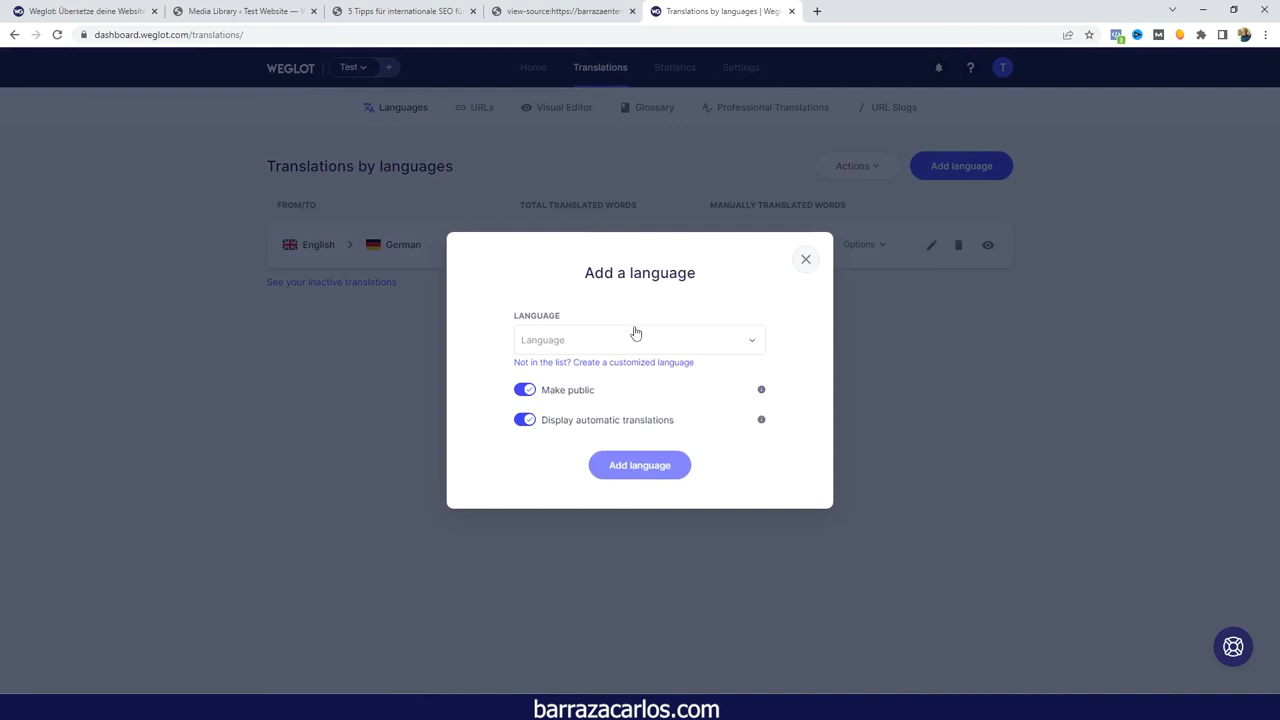 Weglot: Übersetze deine Website
Media Library ‹ Test Website — W
5 Tipps für internationale SEO fü
view-source:https://barrazaenter
Translations by languages | Wegl
dashboard.weglot.com/translations/
WEGLOT
Test
Home
Translations
Statistics
Settings
T
Languages
URLs
Visual Editor
Glossary
Professional Translations
URL Slugs
Translations by languages
Actions
Add language
FROM/TO
TOTAL TRANSLATED WORDS
MANUALLY TRANSLATED WORDS
English
German
Options
See your inactive translations
Add a language
LANGUAGE
Language
Not in the list? Create a customized language
Make public
Display automatic translations
Add language
barrazacarlos.com